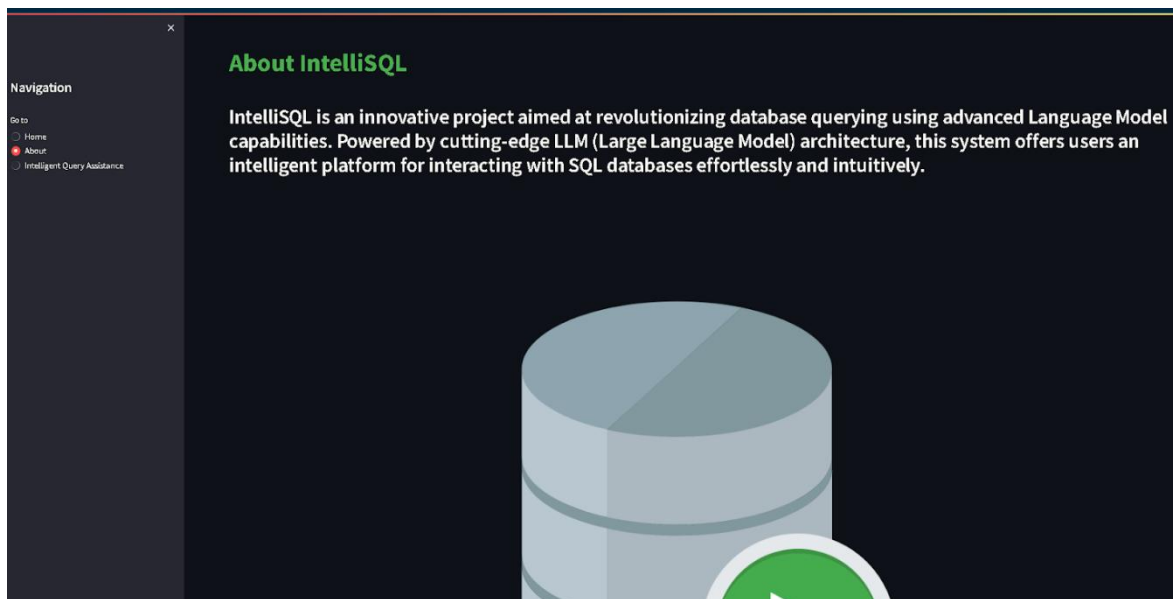 ×
Navigation
Go to
Home
About
Intelligent Query Assistance
About IntelliSQL
IntelliSQL is an innovative project aimed at revolutionizing database querying using advanced Language Model
capabilities. Powered by cutting-edge LLM (Large Language Model) architecture, this system offers users an
intelligent platform for interacting with SQL databases effortlessly and intuitively.